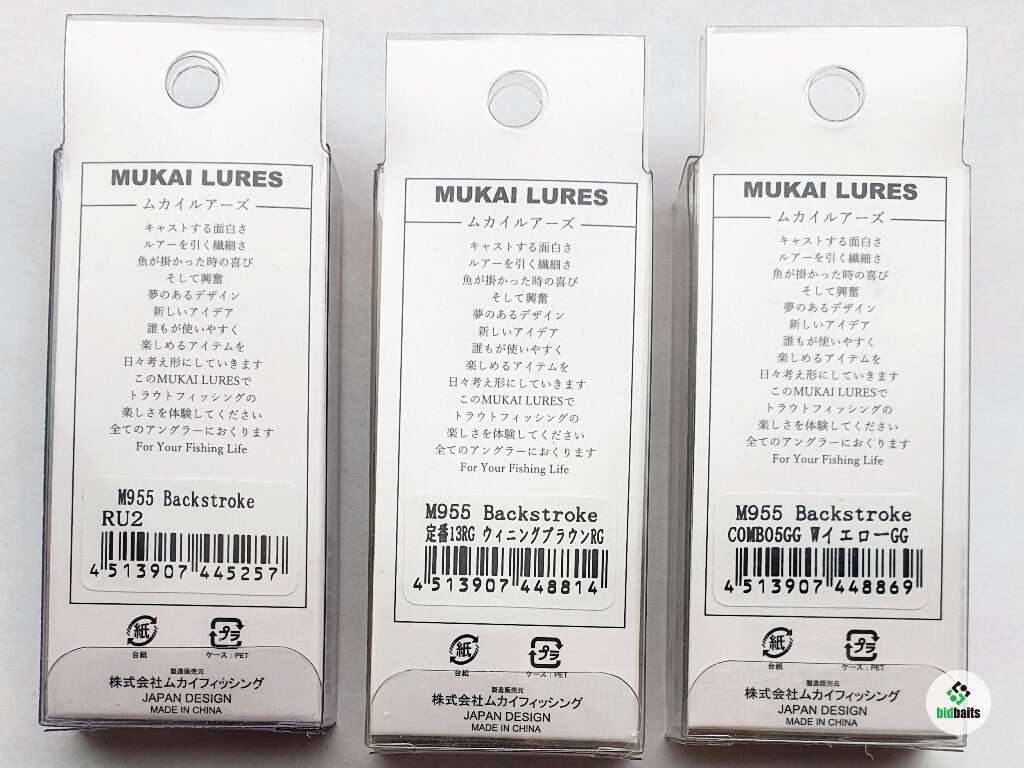 MUKAI LURES
ムカイルアーズ
キャストする面白さ
ルアーを引く繊細さ
魚が掛かった時の喜び
そして興奮
夢のあるデザイン
新しいアイデア
誰もが使いやすく
楽しめるアイテムを
日々考え形にしていきます
このMUKAI LURESで
トラウトフィッシングの
楽しさを体験してください
全てのアングラーにおくります
For Your Fishing Life
M955 Backstroke
RU2
4 513907 445257
紙
台紙
プラ
ケース : PET
製造販売元
株式会社ムカイフィッシング
JAPAN DESIGN
MADE IN CHINA
MUKAI LURES
ムカイルアーズ
キャストする面白さ
ルアーを引く繊細さ
魚が掛かった時の喜び
そして興奮
夢のあるデザイン
新しいアイデア
誰もが使いやすく
楽しめるアイテムを
日々考え形にしていきます
このMUKAI LURESで
トラウトフィッシングの
楽しさを体験してください
全てのアングラーにおくります
For Your Fishing Life
M955 Backstroke
定番13RG ウィニングブラウンRG
4 513907 448814
紙
台紙
プラ
ケース : PET
製造販売元
株式会社ムカイフィッシング
JAPAN DESIGN
MADE IN CHINA
MUKAI LURES
ムカイルアーズ
キャストする面白さ
ルアーを引く繊細さ
魚が掛かった時の喜び
そして興奮
夢のあるデザイン
新しいアイデア
誰もが使いやすく
楽しめるアイテムを
日々考え形にしていきます
このMUKAI LURESで
トラウトフィッシングの
楽しさを体験してください
全てのアングラーにおくります
For Your Fishing Life
M955 Backstroke
COMBO5GG Wイエローゴ GG
4 513907 448869
紙
台紙
プラ
ケース : PET
製造販売元
株式会社ムカイフィッシング
JAPAN DESIGN
MADE IN CHINA
bidbaits